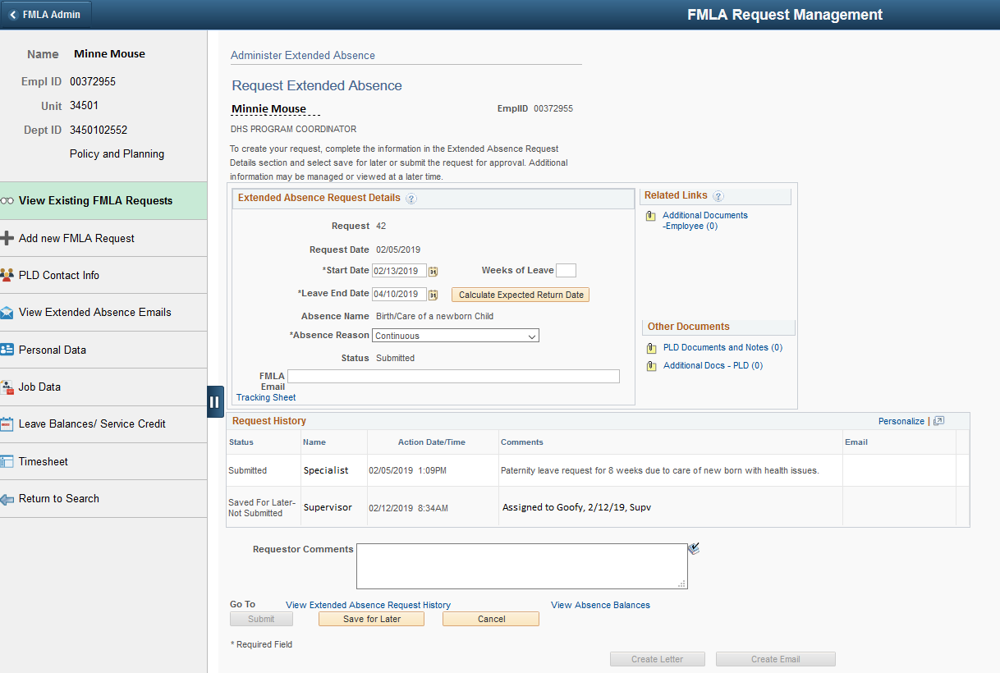 FMLA Admin
FMLA Request Management
Name Minne Mouse
Empl ID 00372955
Unit 34501
Dept ID 3450102552
Policy and Planning
View Existing FMLA Requests
Add new FMLA Request
PLD Contact Info
View Extended Absence Emails
Personal Data
Job Data
Leave Balances/ Service Credit
Timesheet
Return to Search
Administer Extended Absence
Request Extended Absence
Minnie Mouse EmplID 00372955
DHS PROGRAM COORDINATOR
To create your request, complete the information in the Extended Absence Request
Details section and select save for later or submit the request for approval. Additional
information may be managed or viewed at a later time.
Extended Absence Request Details ?
Request 42
Request Date 02/05/2019
*Start Date 02/13/2019 31 Weeks of Leave
*Leave End Date 04/10/2019 31 Calculate Expected Return Date
Absence Name Birth/Care of a newborn Child
*Absence Reason Continuous
Status Submitted
FMLA
Email
Tracking Sheet
Related Links ?
Additional Documents
-Employee (0)
Other Documents
PLD Documents and Notes (0)
Additional Docs - PLD (0)
Request History Personalize |
Status Name Action Date/Time Comments Email
Submitted Specialist 02/05/2019 1:09PM Paternity leave request for 8 weeks due to care of new born with health issues.
Saved For Later-
Not Submitted Supervisor 02/12/2019 8:34AM Assigned to Goofy, 2/12/19, Supv
Requestor Comments
Go To View Extended Absence Request History View Absence Balances
Submit Save for Later Cancel
* Required Field
Create Letter Create Email